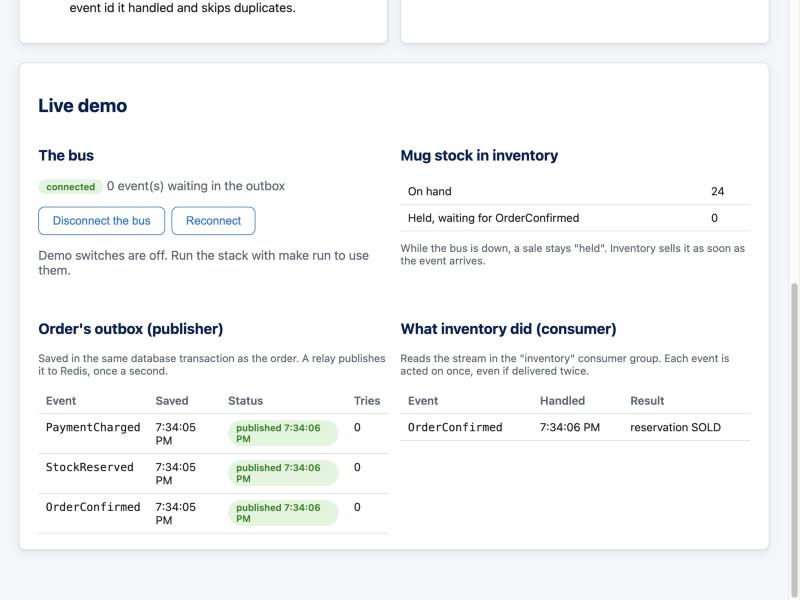 event id it handled and skips duplicates.
Live demo
The bus
connected 0 event(s) waiting in the outbox
Disconnect the bus Reconnect
Demo switches are off. Run the stack with make run to use
them.
Mug stock in inventory
On hand 24
Held, waiting for OrderConfirmed 0
While the bus is down, a sale stays "held". Inventory sells it as soon as
the event arrives.
Order's outbox (publisher)
Saved in the same database transaction as the order. A relay publishes
it to Redis, once a second.
Event Saved Status Tries
PaymentCharged 7:34:05 PM published 7:34:06 PM 0
StockReserved 7:34:05 PM published 7:34:06 PM 0
OrderConfirmed 7:34:05 PM published 7:34:06 PM 0
What inventory did (consumer)
Reads the stream in the "inventory" consumer group. Each event is
acted on once, even if delivered twice.
Event Handled Result
OrderConfirmed 7:34:06 PM reservation SOLD